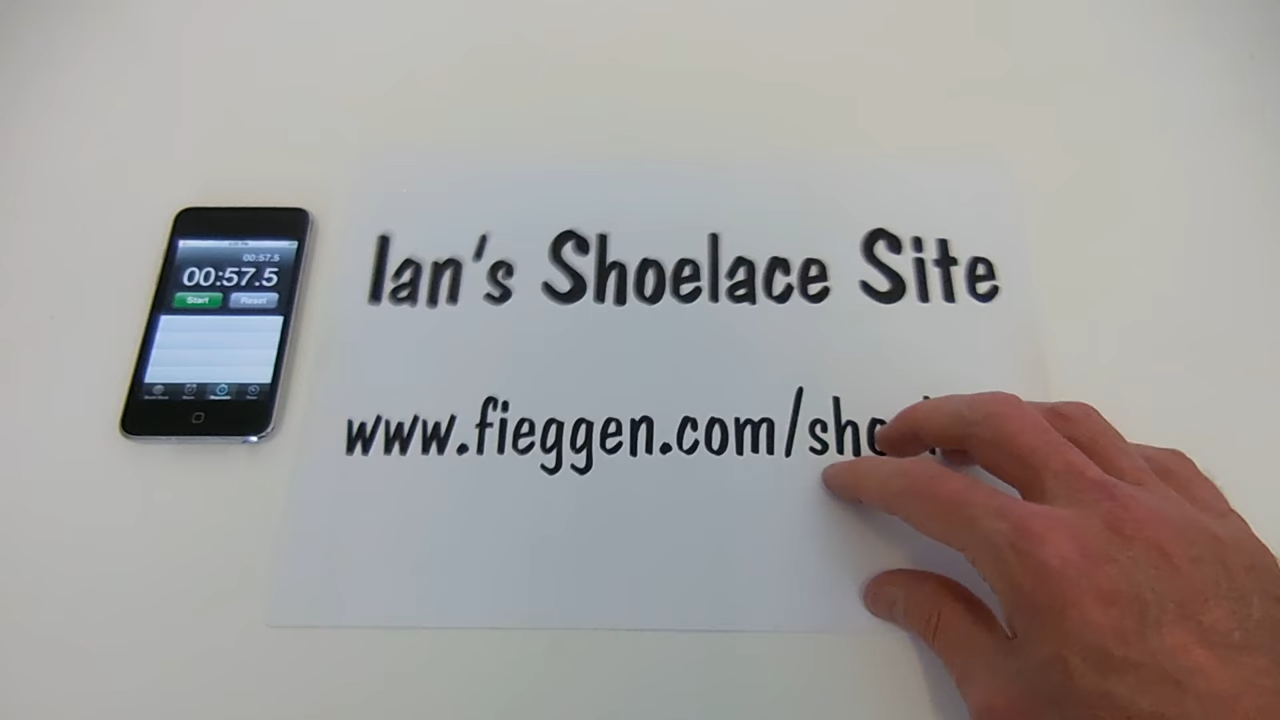 00:57.5
00:57.5
Start Reset
Ian's Shoelace Site
www.fieggen.com/sho